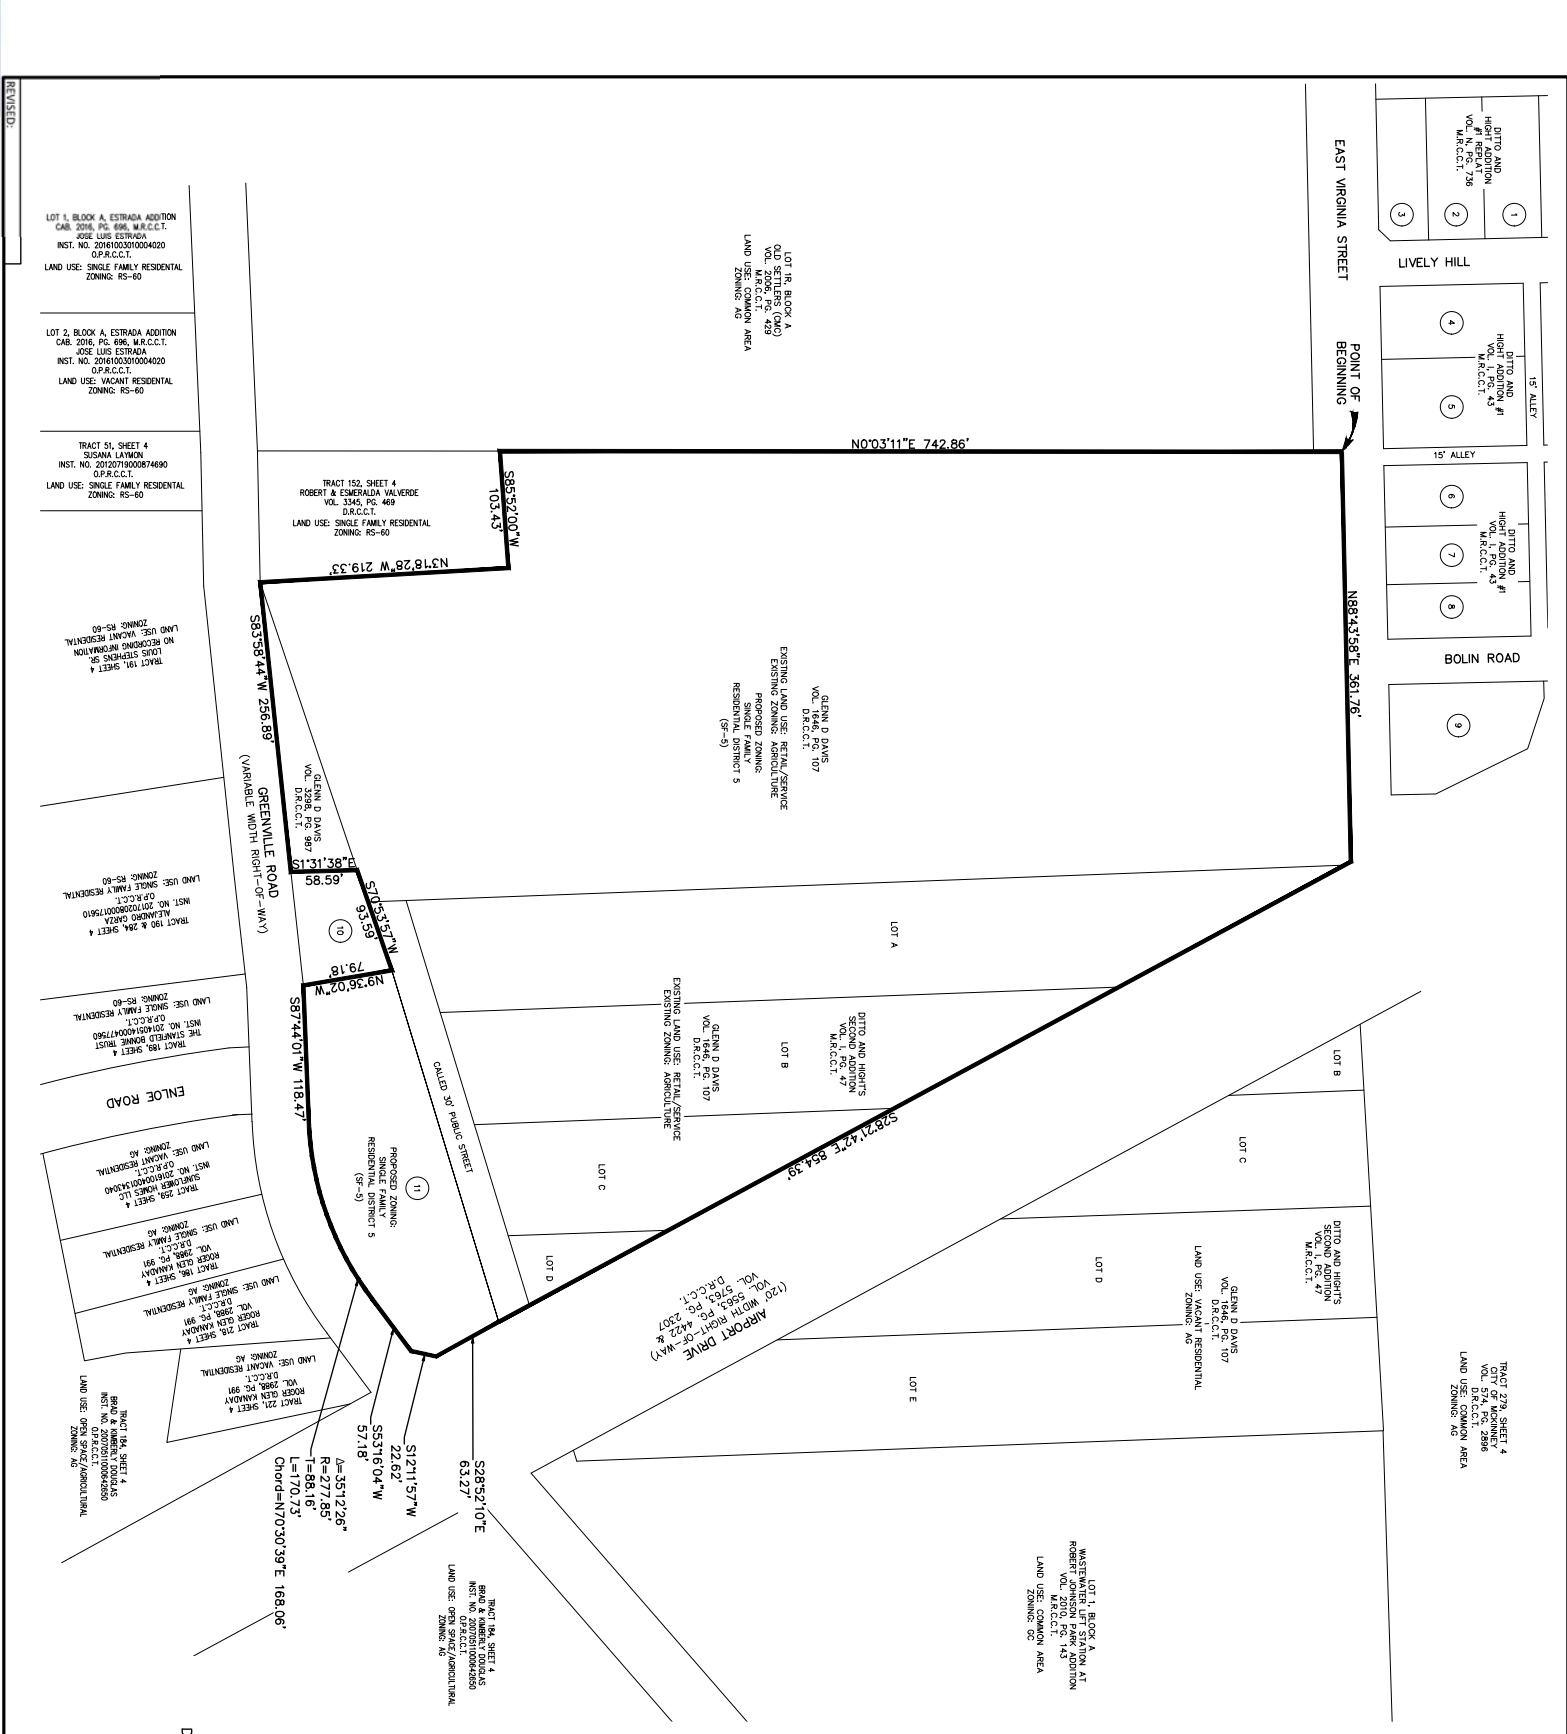 REVISED:
DITTO AND
HIGHT ADDITION
#1 REPLAT
VOL. N, PG. 736
M.R.C.C.T.
1
2
3
EAST VIRGINIA STREET
LIVELY HILL
POINT OF
BEGINNING
4
5
DITTO AND
HIGHT ADDITION #1
VOL. I, PG. 43
M.R.C.C.T.
15' ALLEY
15' ALLEY
6
7
8
DITTO AND
HIGHT ADDITION #1
VOL. I, PG. 43
M.R.C.C.T.
BOLIN ROAD
9
LOT 1R, BLOCK A
OLD SETTLERS (CMC)
VOL. 2006, PG. 429
M.R.C.C.T.
LAND USE: COMMON AREA
ZONING: AG
LOT 1, BLOCK A, ESTRADA ADDITION
CAB. 2016, PG. 696, M.R.C.C.T.
JOSE LUIS ESTRADA
INST. NO. 20161003010004020
O.P.R.C.C.T.
LAND USE: SINGLE FAMILY RESIDENTAL
ZONING: RS-60
LOT 2, BLOCK A, ESTRADA ADDITION
CAB. 2016, PG. 696, M.R.C.C.T.
JOSE LUIS ESTRADA
INST. NO. 20161003010004020
O.P.R.C.C.T.
LAND USE: VACANT RESIDENTAL
ZONING: RS-60
TRACT 51, SHEET 4
SUSANA LAYMON
INST. NO. 20120719000874690
O.P.R.C.C.T.
LAND USE: SINGLE FAMILY RESIDENTAL
ZONING: RS-60
TRACT 152, SHEET 4
ROBERT & ESMERALDA VALVERDE
VOL. 3345, PG. 469
D.R.C.C.T.
LAND USE: SINGLE FAMILY RESIDENTAL
ZONING: RS-60
N0°03'11"E 742.86'
S85°52'00"W
103.43'
N3°18'28"W 219.33'
N88°43'58"E 361.76'
S83°58'44"W 256.89'
GLENN D DAVIS
VOL. 1646, PG. 107
D.R.C.C.T.
EXISTING LAND USE: RETAIL/SERVICE
EXISTING ZONING: AGRICULTURE
PROPOSED ZONING:
SINGLE FAMILY
RESIDENTIAL DISTRICT 5
(SF-5)
TRACT 191, SHEET 4
LOUIS STEPHENS SR.
NO RECORDING INFORMATION
LAND USE: VACANT RESIDENTAL
ZONING: RS-60
GLENN D DAVIS
VOL. 3298, PG. 987
D.R.C.C.T.
GREENVILLE ROAD
(VARIABLE WIDTH RIGHT-OF-WAY)
S1°31'38"E
58.59'
S70°53'57"W
93.59'
10
79.18'
N9°36'02"W
S87°44'01"W 118.47'
TRACT 190 & 284, SHEET 4
ALEJANDRO GARZA
INST. NO. 20170208000175610
O.P.R.C.C.T.
LAND USE: SINGLE FAMILY RESIDENTAL
ZONING: RS-60
TRACT 189, SHEET 4
THE STANFIELD BONNIE TRUST
INST. NO. 20140514000477560
O.P.R.C.C.T.
LAND USE: SINGLE FAMILY RESIDENTAL
ZONING: RS-60
ENLOE ROAD
TRACT 259, SHEET 4
SUNFLOWER HOMES LLC
INST. NO. 20161004001343040
O.P.R.C.C.T.
LAND USE: VACANT RESIDENTAL
ZONING: AG
TRACT 186, SHEET 4
ROGER GLEN KANADAY
VOL. 2988, PG. 991
D.R.C.C.T.
LAND USE: SINGLE FAMILY RESIDENTAL
ZONING: AG
TRACT 218, SHEET 4
ROGER GLEN KANADAY
VOL. 2988, PG. 991
D.R.C.C.T.
LAND USE: SINGLE FAMILY RESIDENTAL
ZONING: AG
TRACT 221, SHEET 4
ROGER GLEN KANADAY
VOL. 2988, PG. 991
D.R.C.C.T.
LAND USE: VACANT RESIDENTAL
ZONING: AG
LOT A
DITTO AND HIGHT'S
SECOND ADDITION
VOL. I, PG. 47
M.R.C.C.T.
LOT B
GLENN D DAVIS
VOL. 1646, PG. 107
D.R.C.C.T.
EXISTING LAND USE: RETAIL/SERVICE
EXISTING ZONING: AGRICULTURE
LOT C
LOT D
CALLED 30' PUBLIC STREET
11
PROPOSED ZONING:
SINGLE FAMILY
RESIDENTIAL DISTRICT 5
(SF-5)
S28°21'42"E 854.39'
AIRPORT DRIVE
(120' WIDTH RIGHT-OF-WAY)
VOL. 5563, PG. 4422 &
VOL. 5763, PG. 2307
D.R.C.C.T.
LOT B
LOT C
DITTO AND HIGHT'S
SECOND ADDITION
VOL. I, PG. 47
M.R.C.C.T.
GLENN D DAVIS
VOL. 1646, PG. 107
D.R.C.C.T.
LAND USE: VACANT RESIDENTIAL
ZONING: AG
LOT D
LOT E
TRACT 279, SHEET 4
CITY OF MCKINNEY
VOL. 574, PG. 2896
D.R.C.C.T.
LAND USE: COMMON AREA
ZONING: AG
LOT 1, BLOCK A
WASTEWATER LIFT STATION AT
ROBERT JOHNSON PARK ADDITION
VOL. 2010, PG. 143
M.R.C.C.T.
LAND USE: COMMON AREA
ZONING: GC
S28°52'10"E
63.27'
S12°11'57"W
22.62'
S53°16'04"W
57.18'
Δ=35°12'26"
R=277.85'
T=88.16'
L=170.73'
Chord=N70°30'39"E 168.06'
TRACT 184, SHEET 4
BRAD & KIMBERLY DOUGLAS
INST. NO. 20070511000642650
O.P.R.C.C.T.
LAND USE: OPEN SPACE/AGRICULTURAL
ZONING: AG
TRACT 184, SHEET 4
BRAD & KIMBERLY DOUGLAS
INST. NO. 20070511000642650
O.P.R.C.C.T.
LAND USE: OPEN SPACE/AGRICULTURAL
ZONING: AG